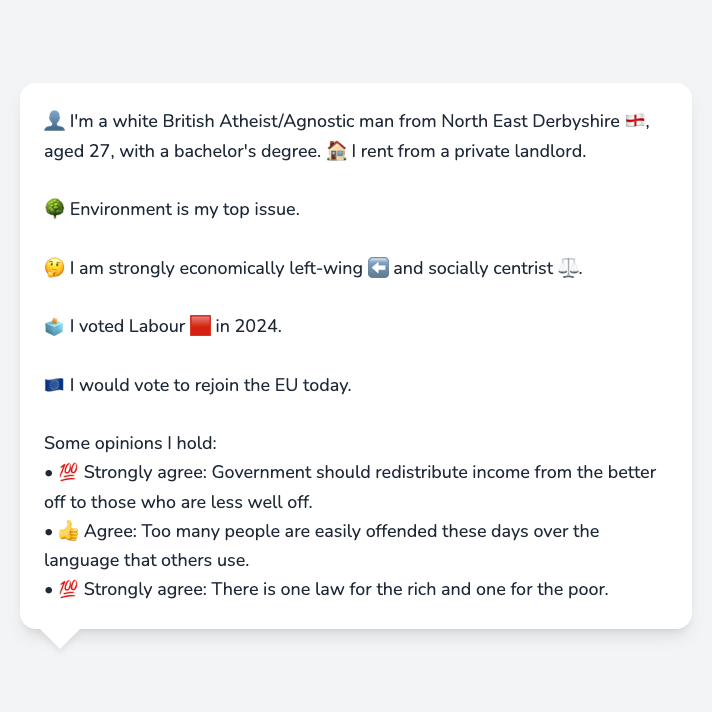 👤 I'm a white British Atheist/Agnostic man from North East Derbyshire 🏴󠁧󠁢󠁥󠁮󠁧󠁿,
aged 27, with a bachelor's degree. 🏠 I rent from a private landlord.
🌳 Environment is my top issue.
🤔 I am strongly economically left-wing ⬅️ and socially centrist ⚖️.
🗳️ I voted Labour 🟥 in 2024.
🇪🇺 I would vote to rejoin the EU today.
Some opinions I hold:
• 💯 Strongly agree: Government should redistribute income from the better
off to those who are less well off.
• 👍 Agree: Too many people are easily offended these days over the
language that others use.
• 💯 Strongly agree: There is one law for the rich and one for the poor.